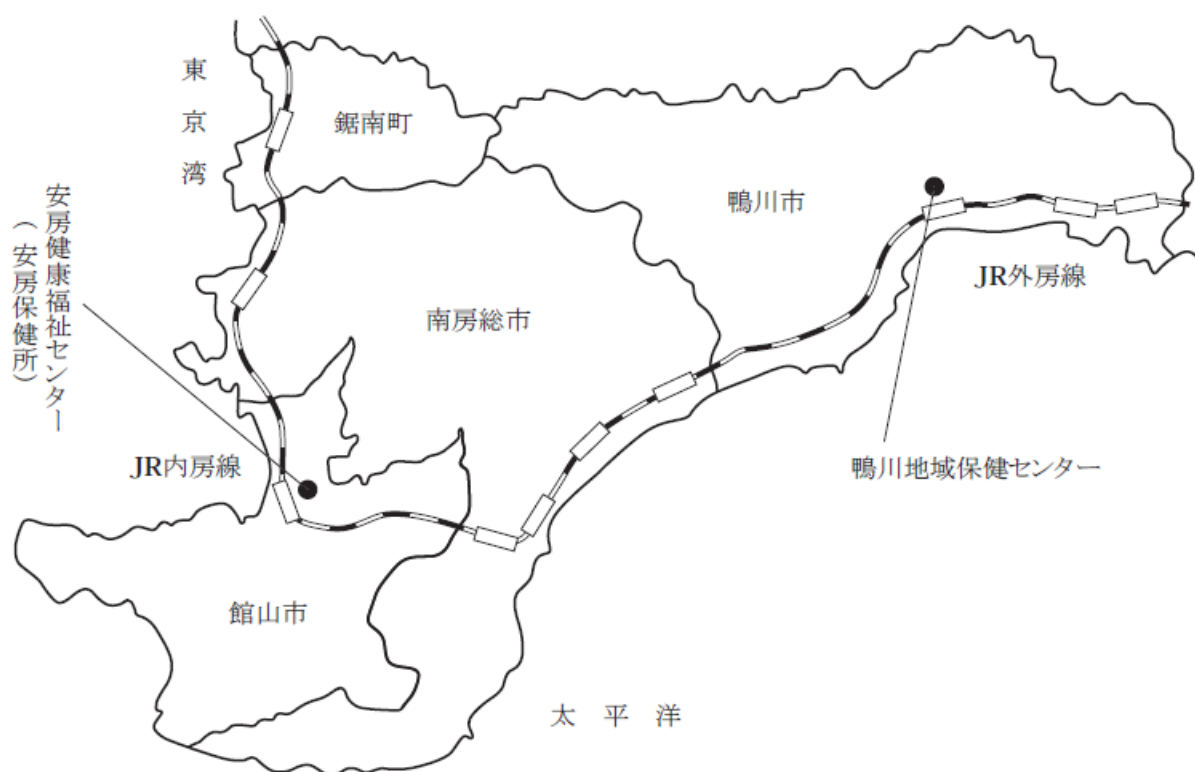 東京湾
鋸南町
鴨川市
安房健康福祉センター
（安房保健所）
南房総市
JR外房線
JR内房線
鴨川地域保健センター
館山市
太平洋